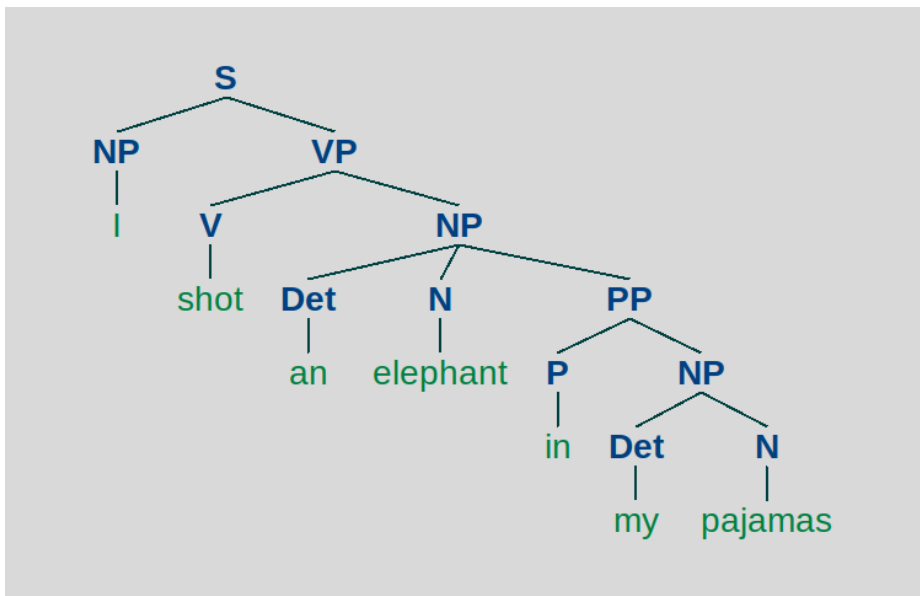 S
NP VP
I V NP
shot Det N PP
an elephant P NP
in Det N
my pajamas